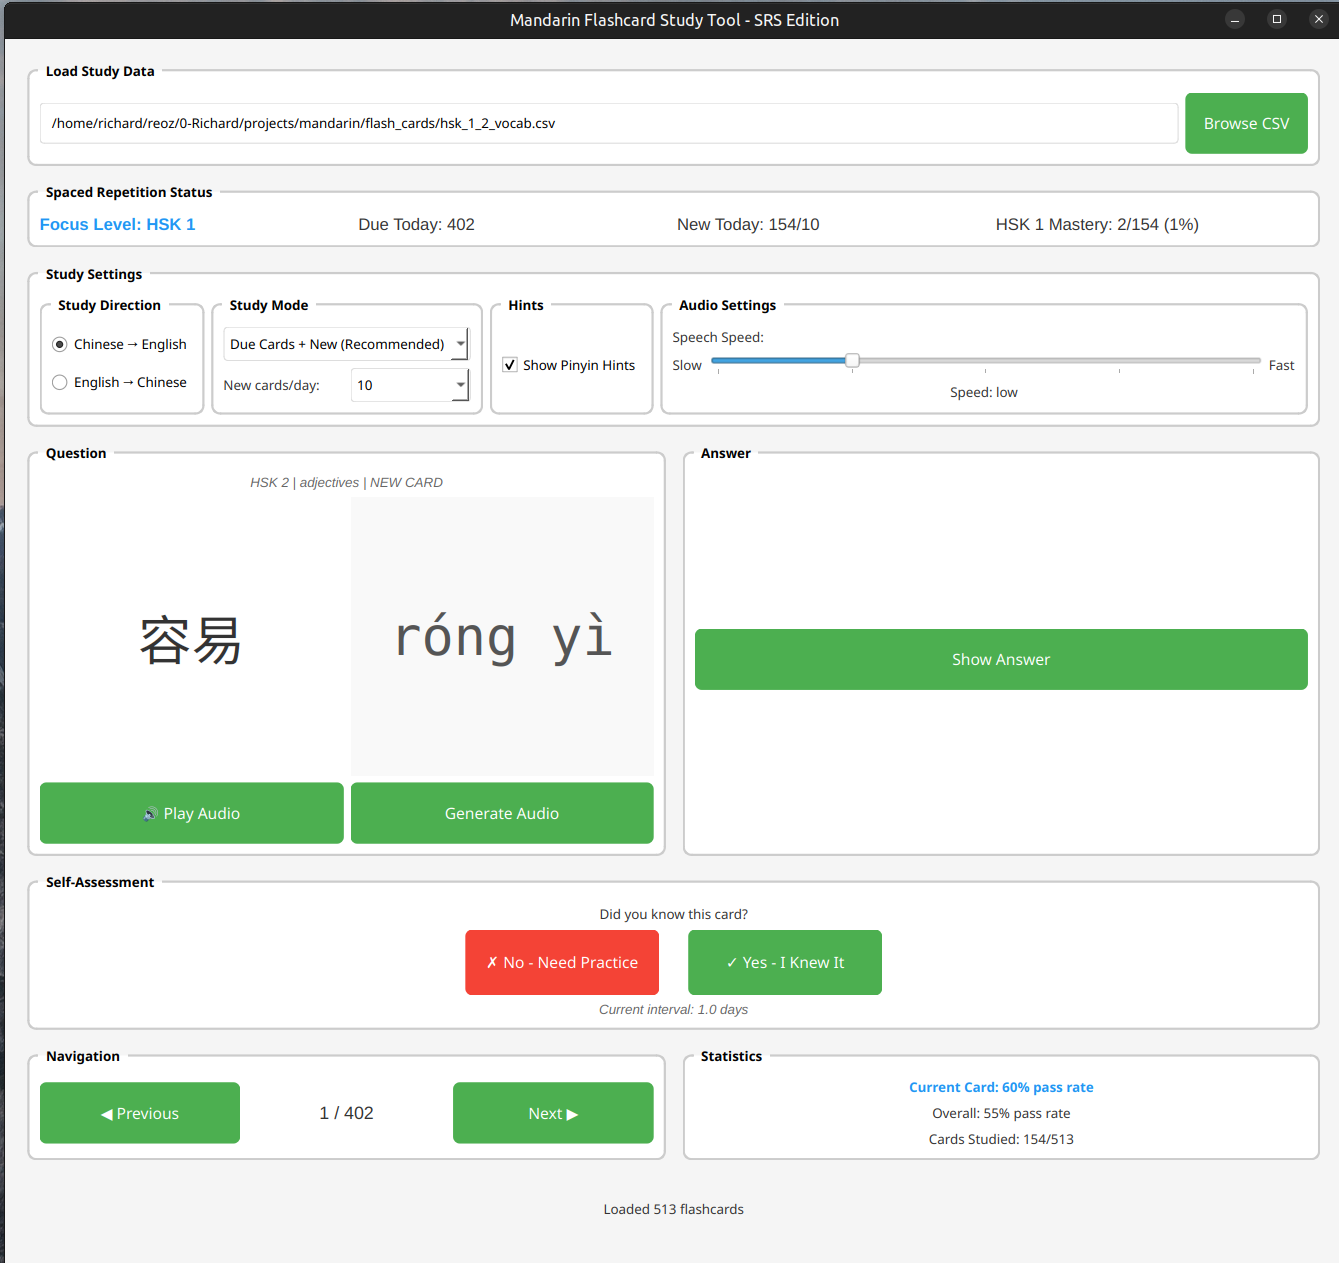 Mandarin Flashcard Study Tool - SRS Edition
Load Study Data
/home/richard/reoz/0-Richard/projects/mandarin/flash_cards/hsk_1_2_vocab.csv
Browse CSV
Spaced Repetition Status
Focus Level: HSK 1
Due Today: 402
New Today: 154/10
HSK 1 Mastery: 2/154 (1%)
Study Settings
Study Direction
Chinese → English
English → Chinese
Study Mode
Due Cards + New (Recommended)
New cards/day:
10
Hints
Show Pinyin Hints
Audio Settings
Speech Speed:
Slow
Fast
Speed: low
Question
HSK 2 | adjectives | NEW CARD
容易
róng yì
🔊 Play Audio
Generate Audio
Answer
Show Answer
Self-Assessment
Did you know this card?
✗ No - Need Practice
✓ Yes - I Knew It
Current interval: 1.0 days
Navigation
◀ Previous
1 / 402
Next ▶
Statistics
Current Card: 60% pass rate
Overall: 55% pass rate
Cards Studied: 154/513
Loaded 513 flashcards